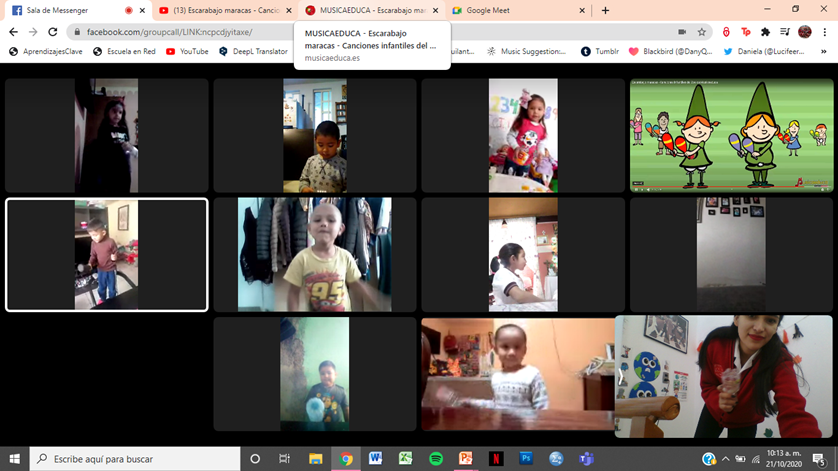 Sala de Messenger
(13) Escarabajo maracas - Cancio
MUSICAEDUCA - Escarabajo mar
Google Meet
facebook.com/groupcall/LINK:ncpcdjyitaxe/
MUSICAEDUCA - Escarabajo
maracas - Canciones infantiles del ...
musicaeduca.es
AprendizajesClave
Escuela en Red
YouTube
DeepL Translator
uilant...
Music Suggestion:...
Tumblr
Blackbird (@DanyQ...
Daniela (@Lucifeer...
95
Escribe aquí para buscar
10:13 a. m.
21/10/2020